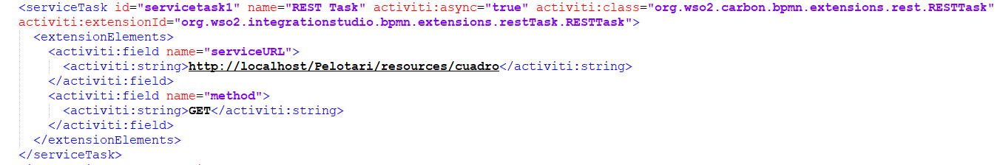 <serviceTask id="servicetask1" name="REST Task" activiti:async="true" activiti:class="org.wso2.carbon.bpmn.extensions.rest.RESTTask"
activiti:extensionId="org.wso2.integrationstudio.bpmn.extensions.restTask.RESTTask">
<extensionElements>
<activiti:field name="serviceURL">
<activiti:string>http://localhost/Pelotari/resources/cuadro</activiti:string>
</activiti:field>
<activiti:field name="method">
<activiti:string>GET</activiti:string>
</activiti:field>
</extensionElements>
</serviceTask>